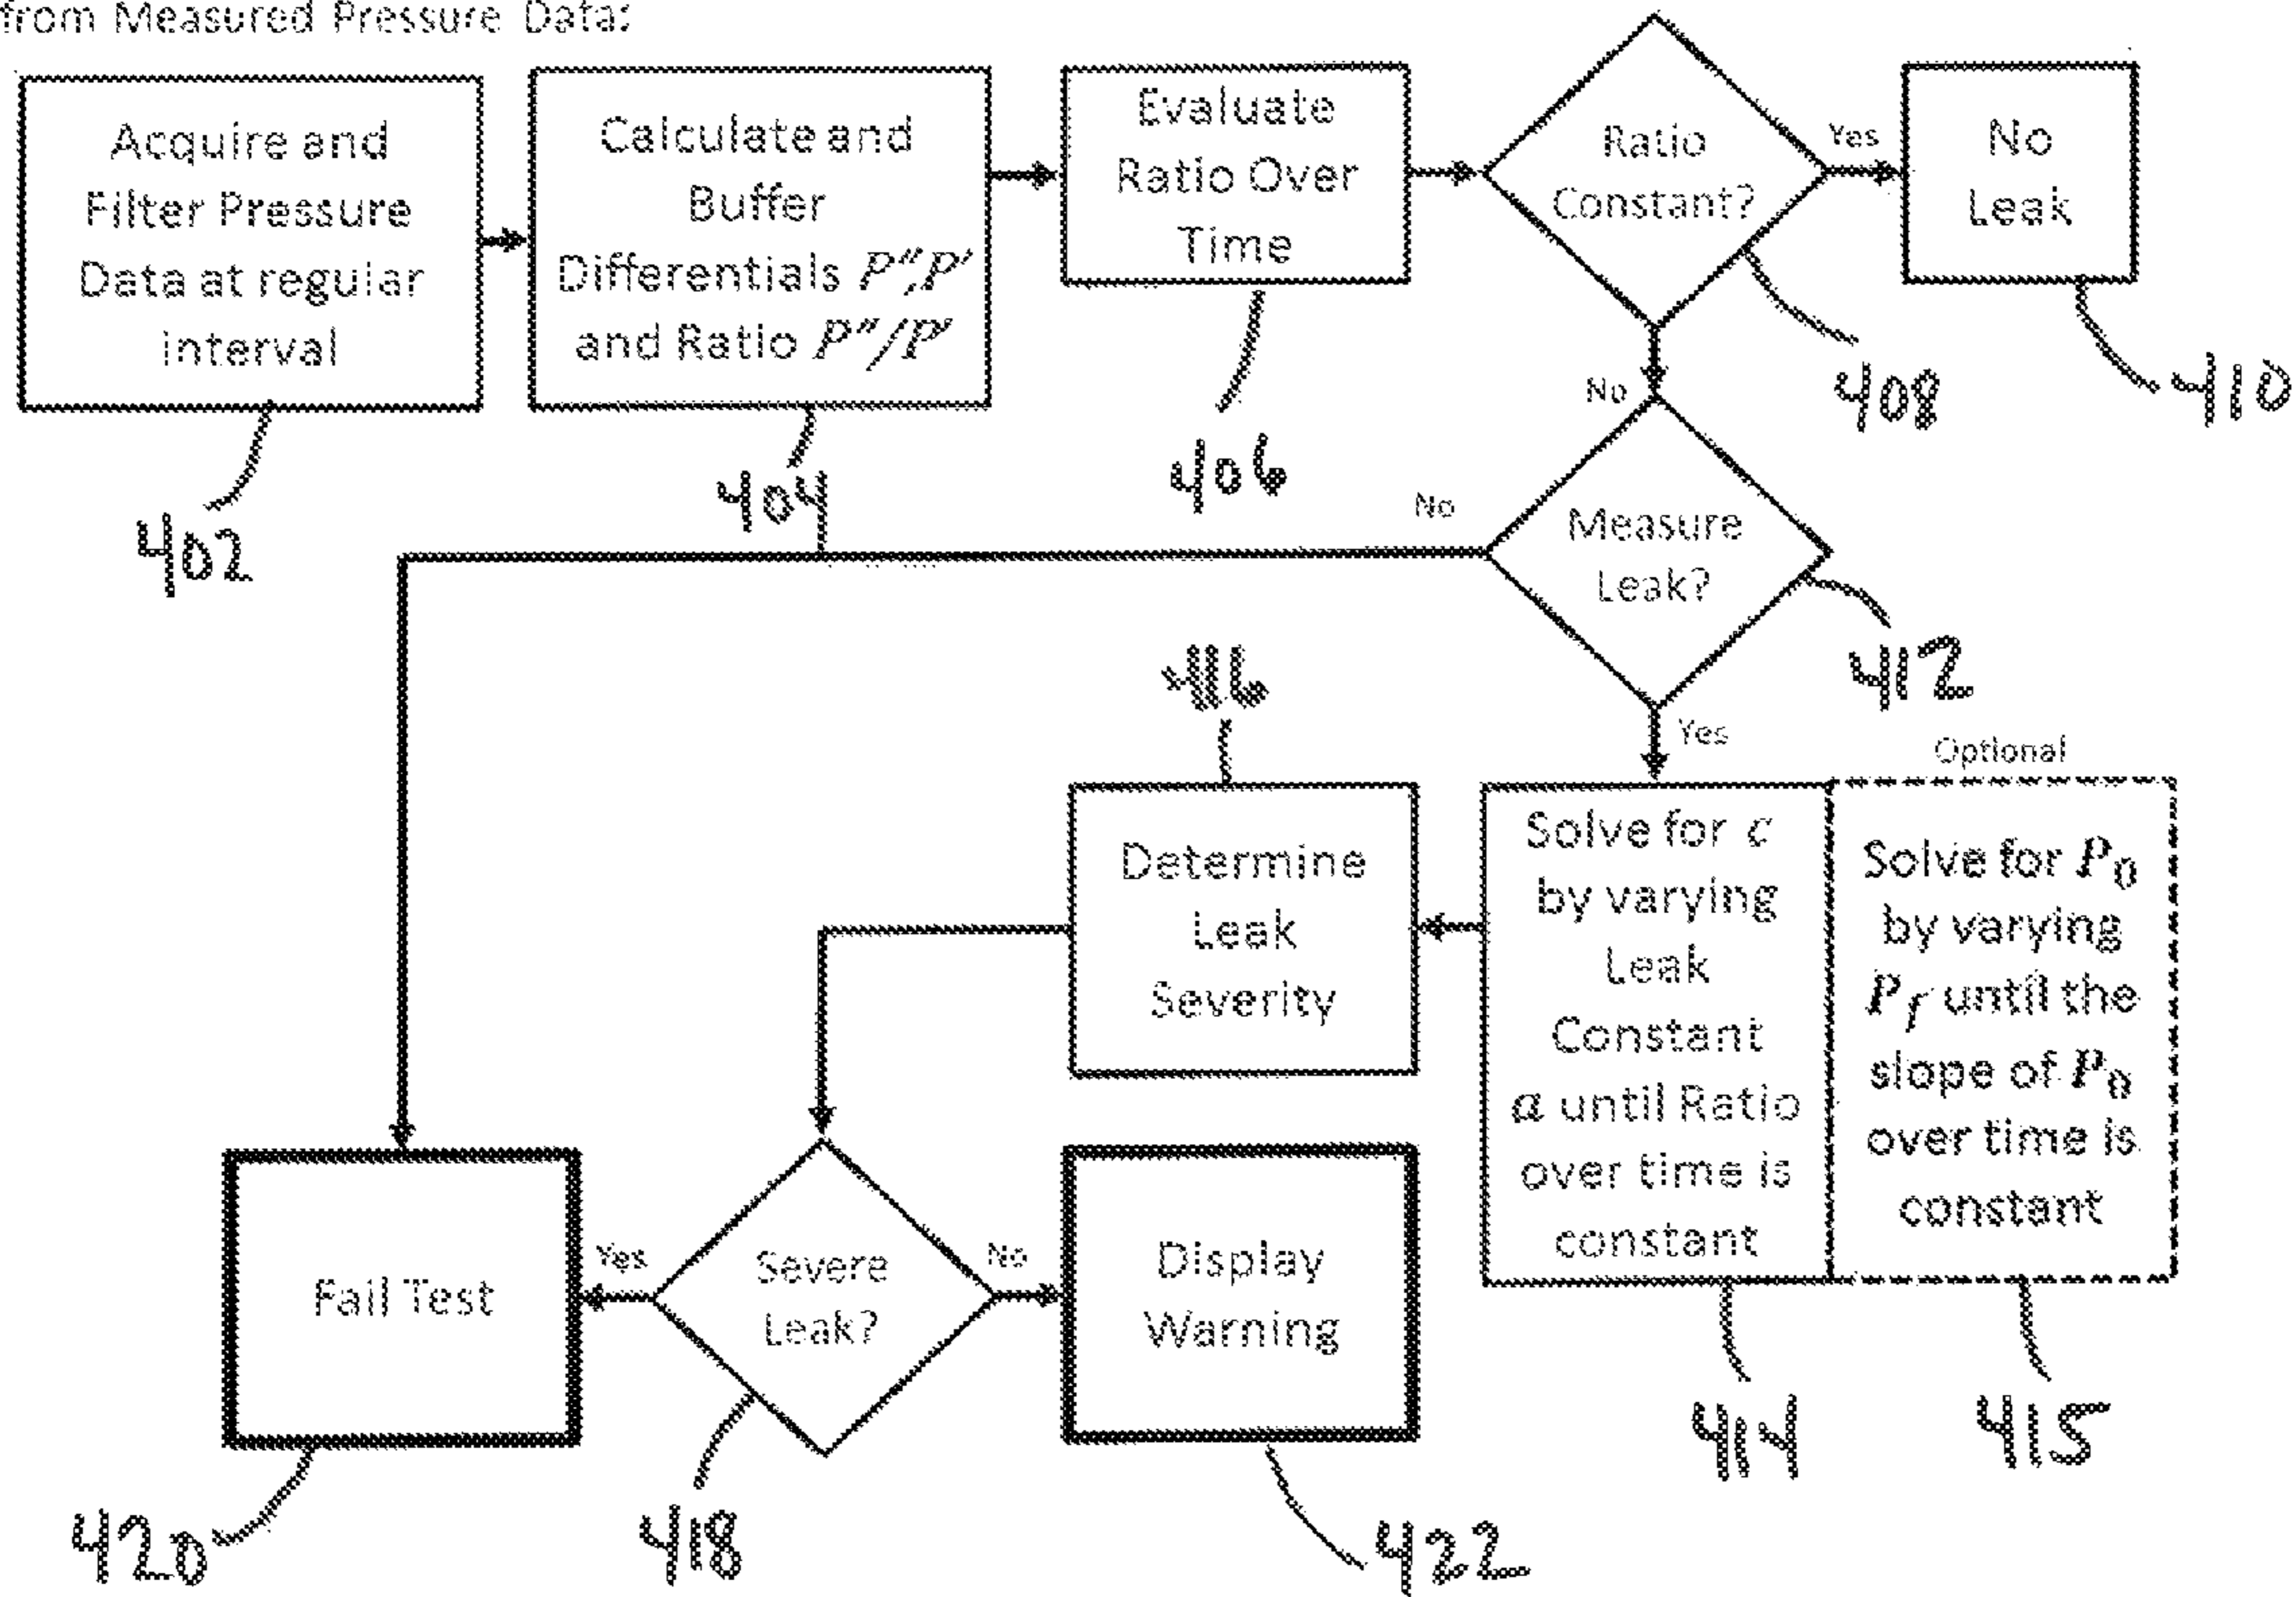 from Measured Pressure Data:
Acquire and
Filter Pressure
Data at regular
interval
402
Calculate and
Buffer
Differentials P″,P′
and Ratio P″/P′
404
Evaluate
Ratio Over
Time
406
Ratio
Constant?
408
Yes
No
Leak
410
No
Measure
Leak?
412
No
Yes
Optional
Solve for c
by varying
Leak
Constant
α until Ratio
over time is
constant
414
Solve for P₀
by varying
P_f until the
slope of P₀
over time is
constant
415
416
Determine
Leak
Severity
Severe
Leak?
418
Yes
No
Fail Test
420
Display
Warning
422